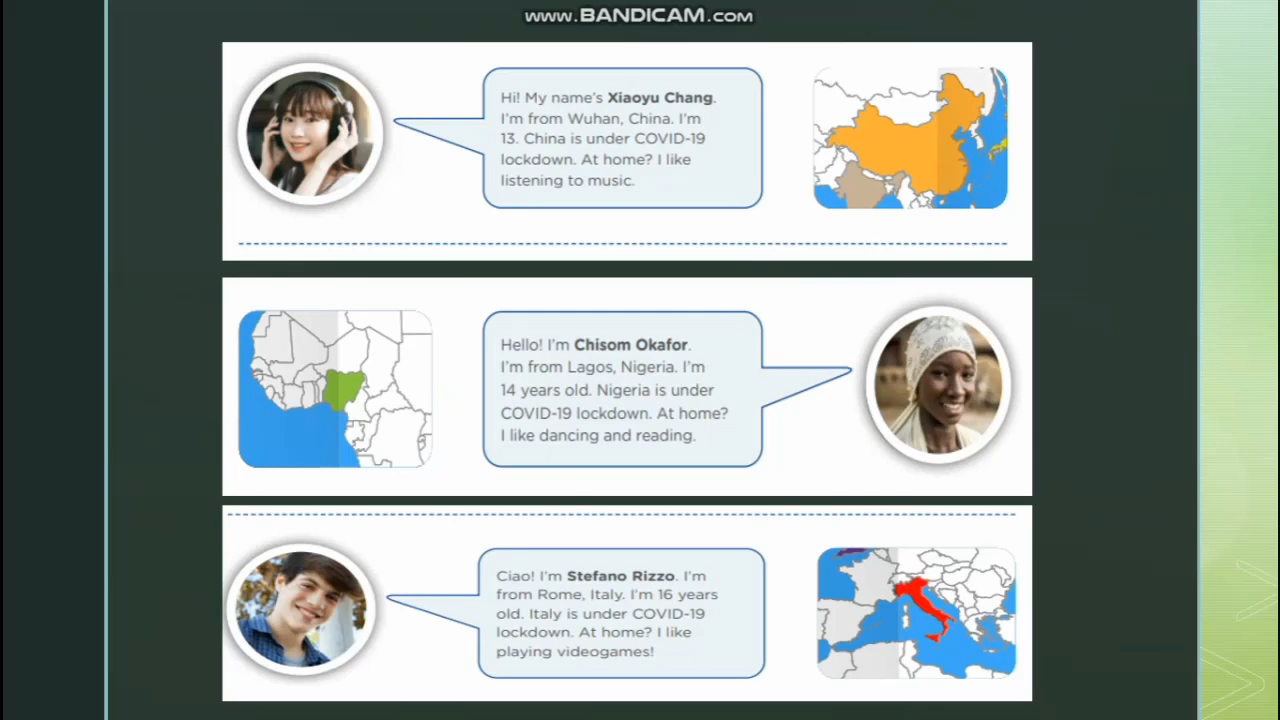 www.BANDICAM.com
Hi! My name's Xiaoyu Chang.
I'm from Wuhan, China. I'm
13. China is under COVID-19
lockdown. At home? I like
listening to music.
Hello! I'm Chisom Okafor.
I'm from Lagos, Nigeria. I'm
14 years old. Nigeria is under
COVID-19 lockdown. At home?
I like dancing and reading.
Ciao! I'm Stefano Rizzo. I'm
from Rome, Italy. I'm 16 years
old. Italy is under COVID-19
lockdown. At home? I like
playing videogames!